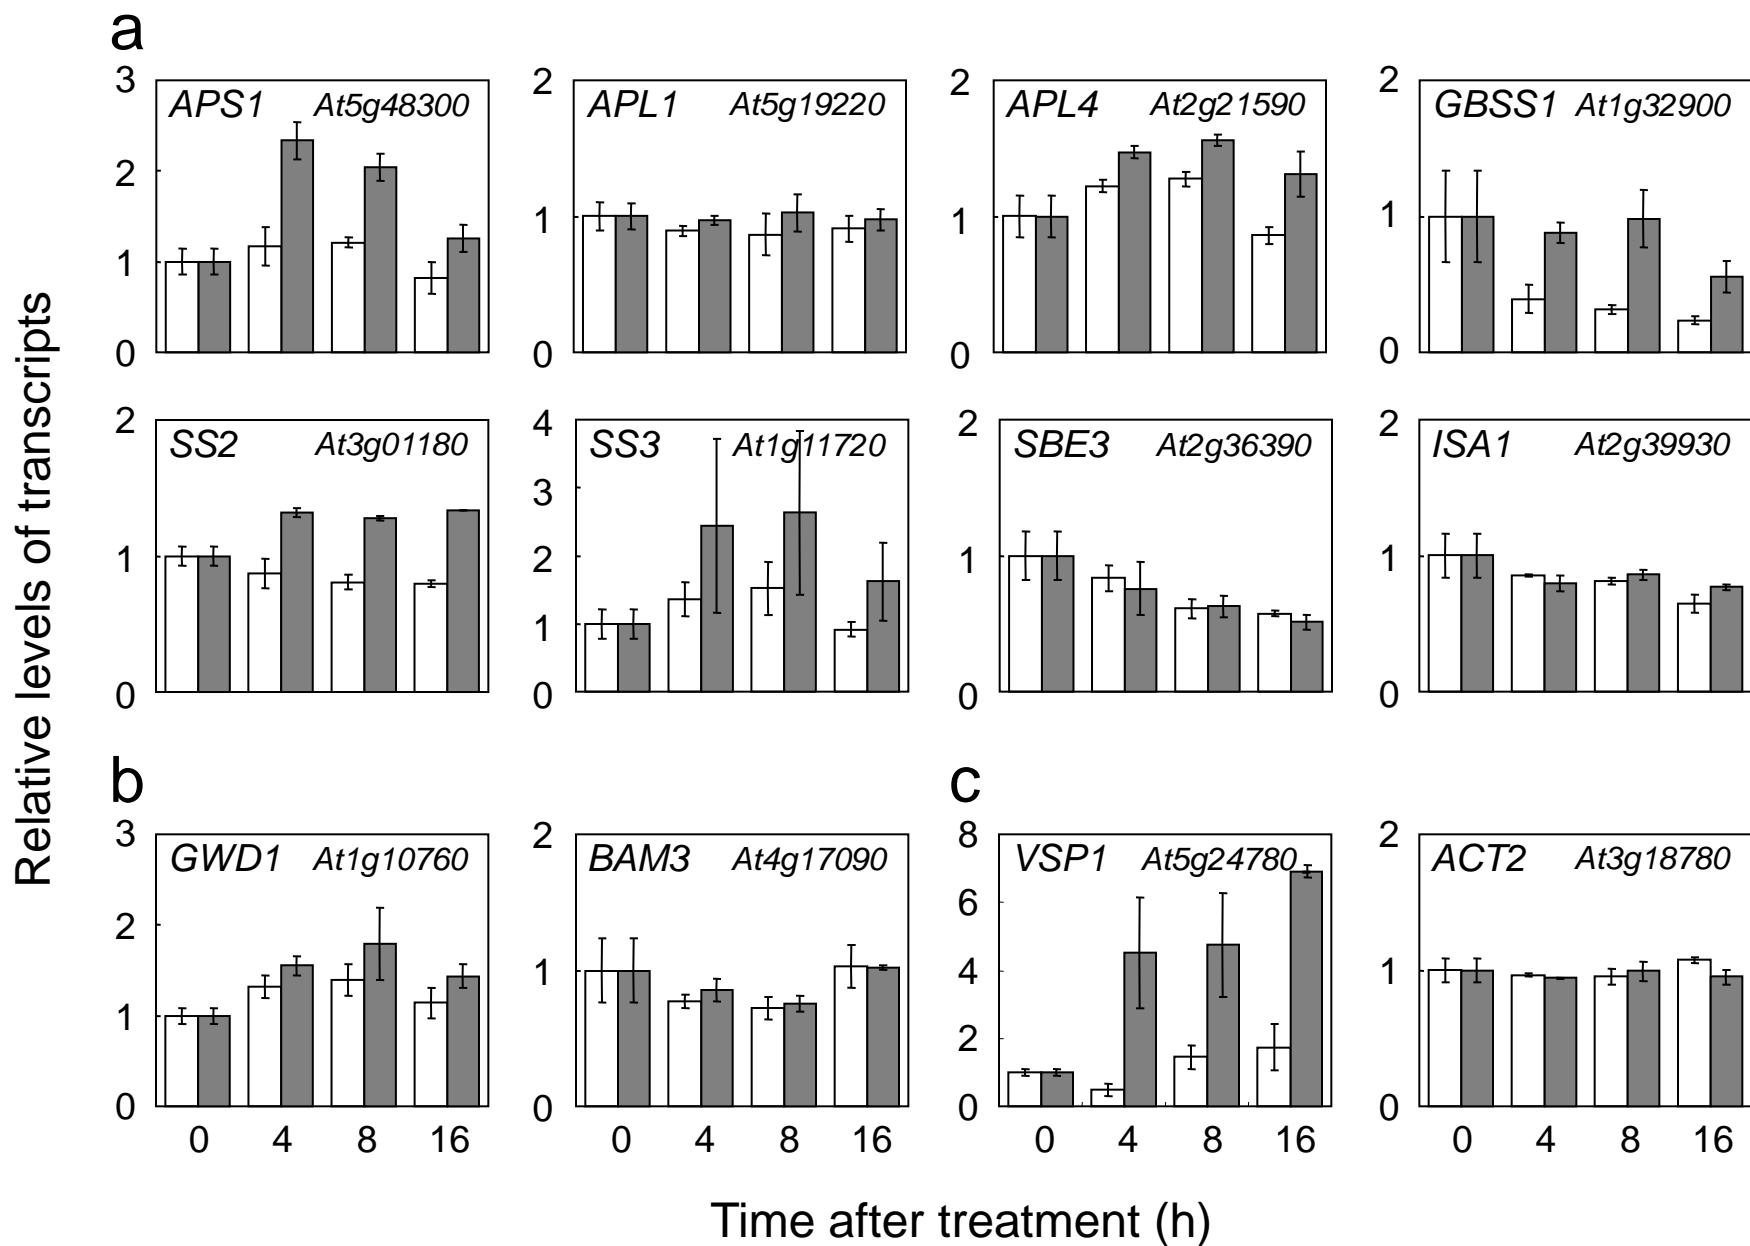 a
Relative levels of transcripts
APS1 At5g48300
3
2
1
0
APL1 At5g19220
2
1
0
APL4 At2g21590
2
1
0
GBSS1 At1g32900
2
1
0
SS2 At3g01180
2
1
0
SS3 At1g11720
4
3
2
1
0
SBE3 At2g36390
2
1
0
ISA1 At2g39930
2
1
0
b
GWD1 At1g10760
3
2
1
0
0 4 8 16
BAM3 At4g17090
2
1
0
0 4 8 16
c
VSP1 At5g24780
8
6
4
2
0
0 4 8 16
ACT2 At3g18780
2
1
0
0 4 8 16
Time after treatment (h)